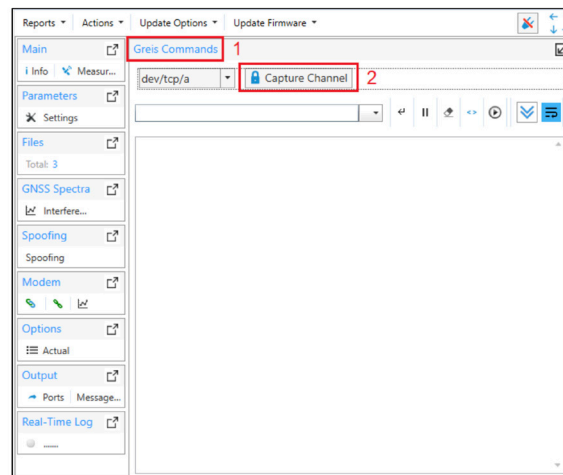 Reports Actions Update Options Update Firmware
Main
Greis Commands 1
i Info Measur...
dev/tcp/a Capture Channel 2
Parameters
Settings
Files
Total: 3
GNSS Spectra
Interfere...
Spoofing
Spoofing
Modem
Options
Actual
Output
Ports Message...
Real-Time Log
......